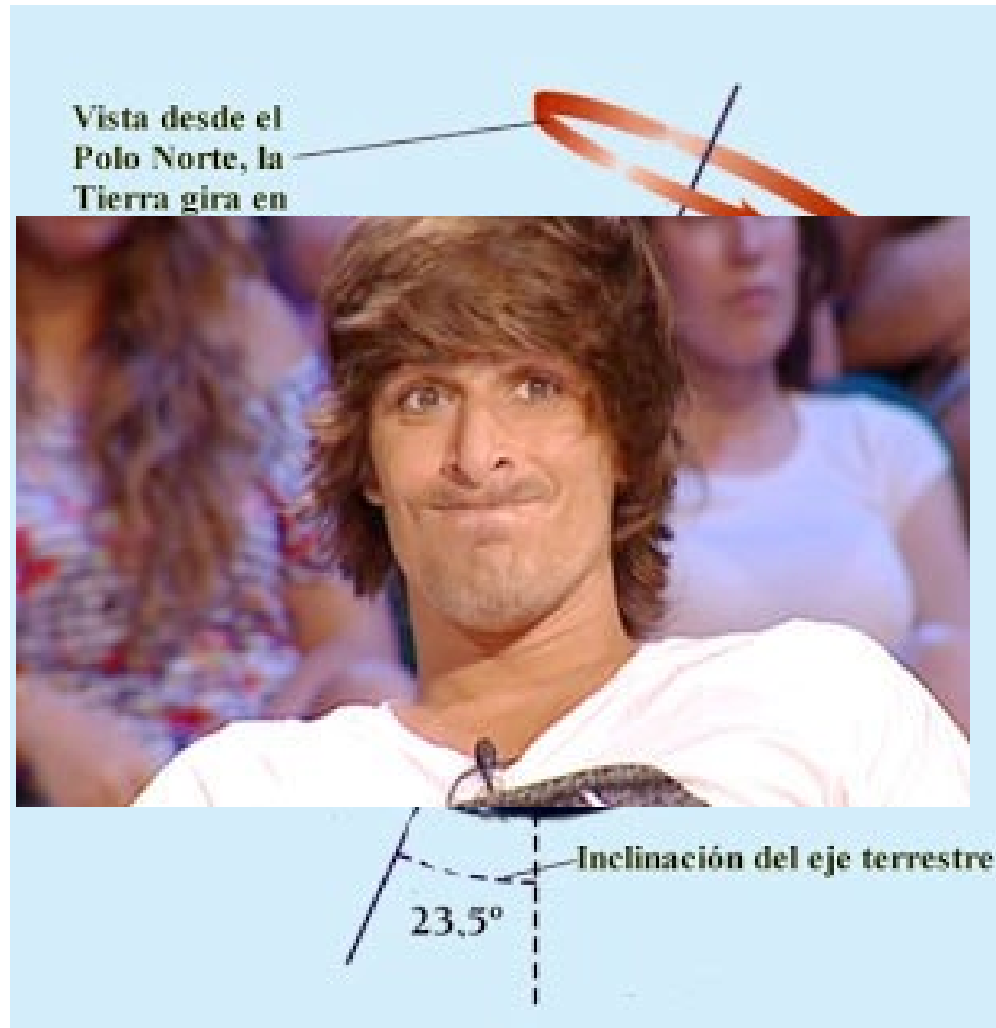 Vista desde el
Polo Norte, la
Tierra gira en
Inclinación del eje terrestre
23,5º